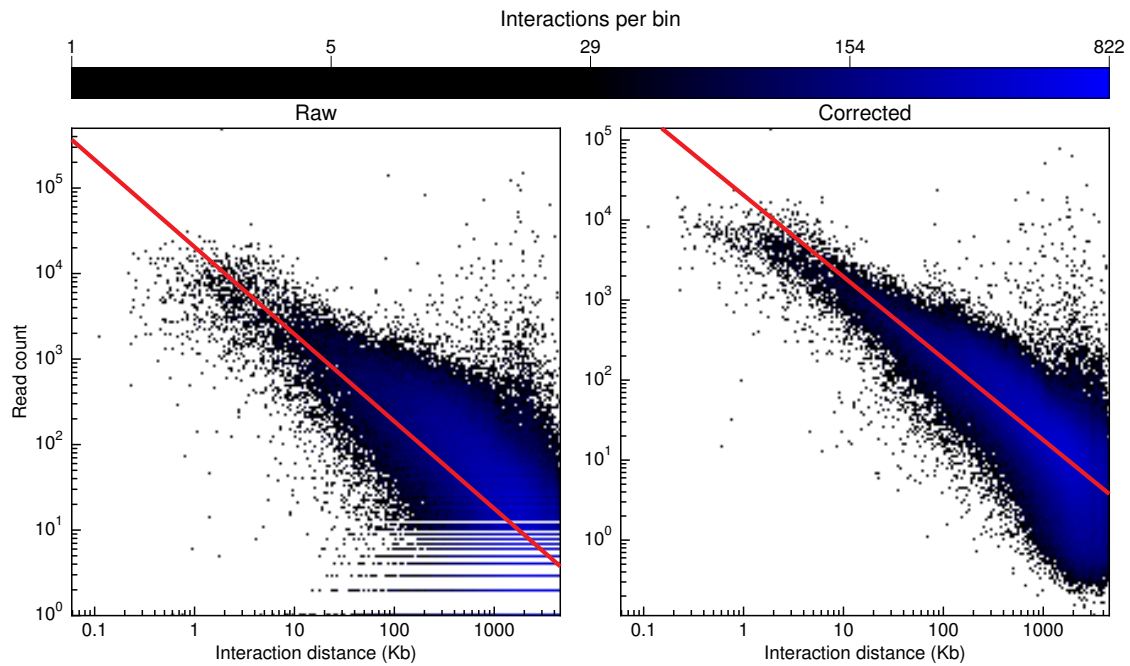 Interactions per bin
1 5 29 154 822
Raw Corrected
Read count
10^5
10^4
10^3
10^2
10^1
10^0
10^5
10^4
10^3
10^2
10^1
10^0
0.1 1 10 100 1000
0.1 1 10 100 1000
Interaction distance (Kb) Interaction distance (Kb)